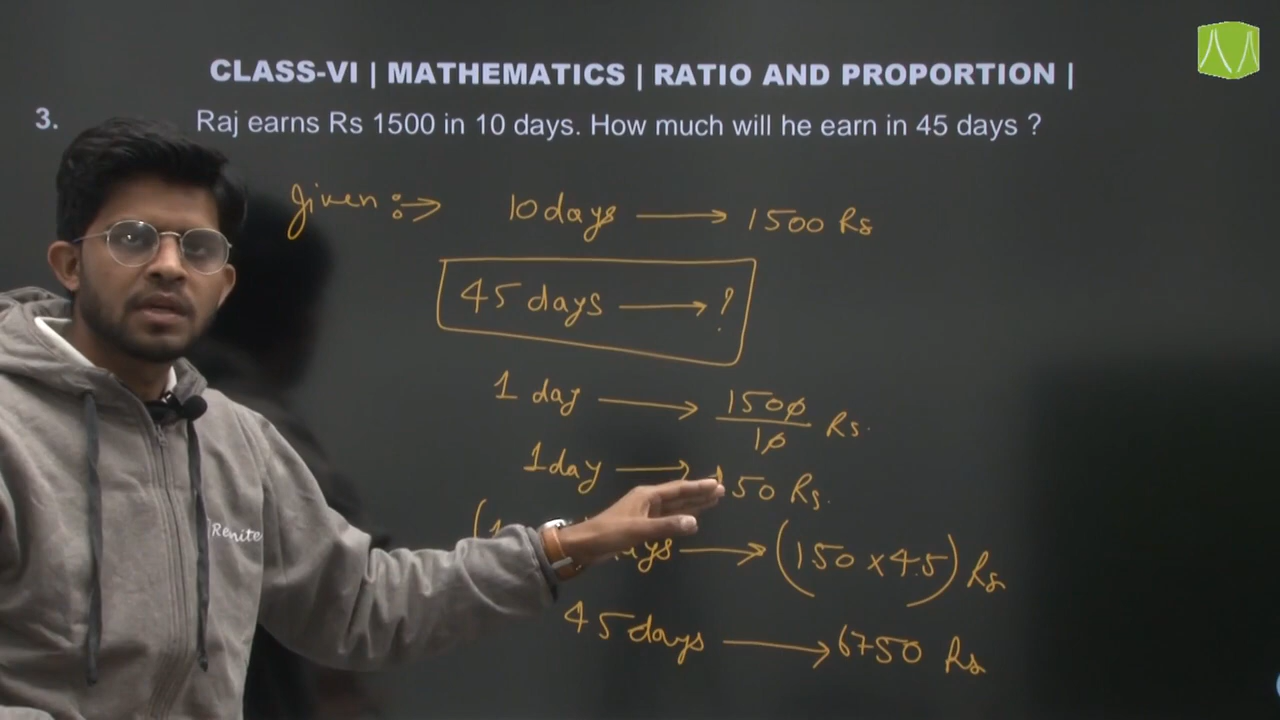 CLASS-VI | MATHEMATICS | RATIO AND PROPORTION |
3. Raj earns Rs 1500 in 10 days. How much will he earn in 45 days ?
Given :→ 10 days → 1500 Rs
45 days → ?
1 day → 1500/10 Rs.
1 day → 150 Rs.
(1 → (150 × 45) Rs
45 days → 6750 Rs
Renite